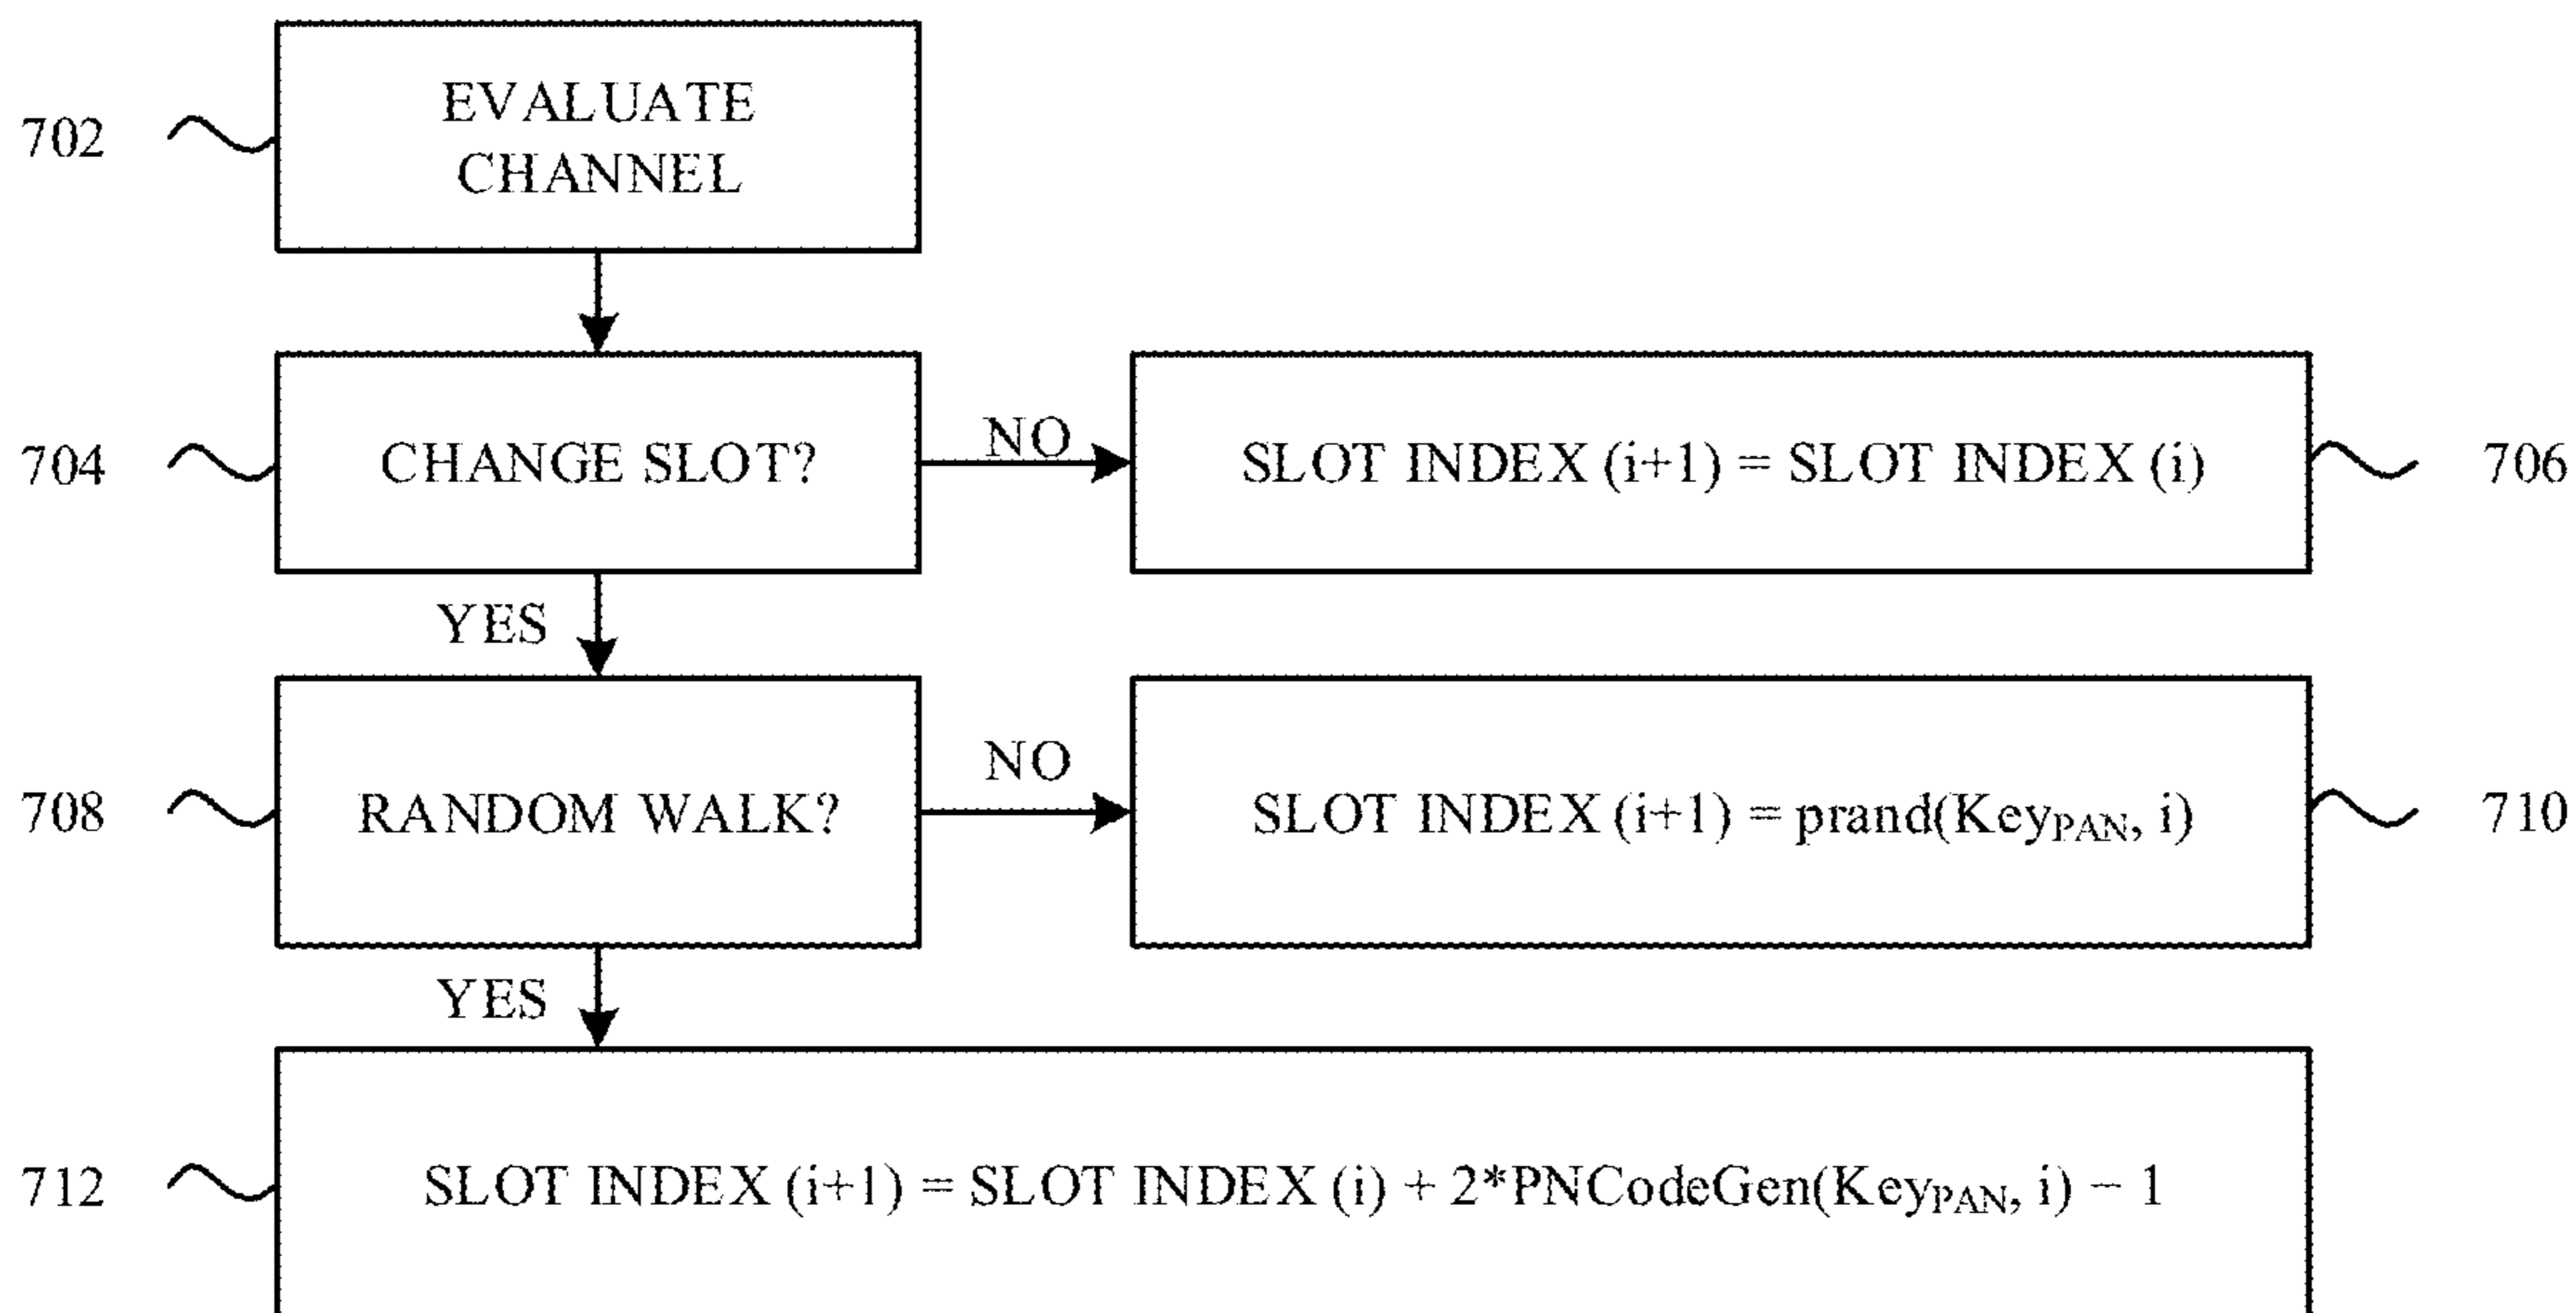 702
EVALUATE
CHANNEL
704
CHANGE SLOT?
NO
SLOT INDEX (i+1) = SLOT INDEX (i)
706
YES
708
RANDOM WALK?
NO
SLOT INDEX (i+1) = prand(KeyPAN, i)
710
YES
712
SLOT INDEX (i+1) = SLOT INDEX (i) + 2*PNCodeGen(KeyPAN, i) − 1